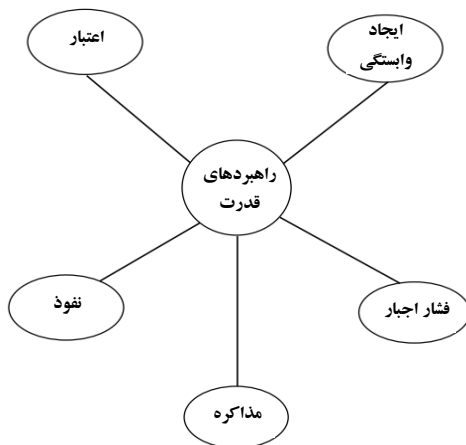 ایجاد
وابستگی
اعتبار
راهبردهای
قدرت
فشار اجبار
نفوذ
مذاکره